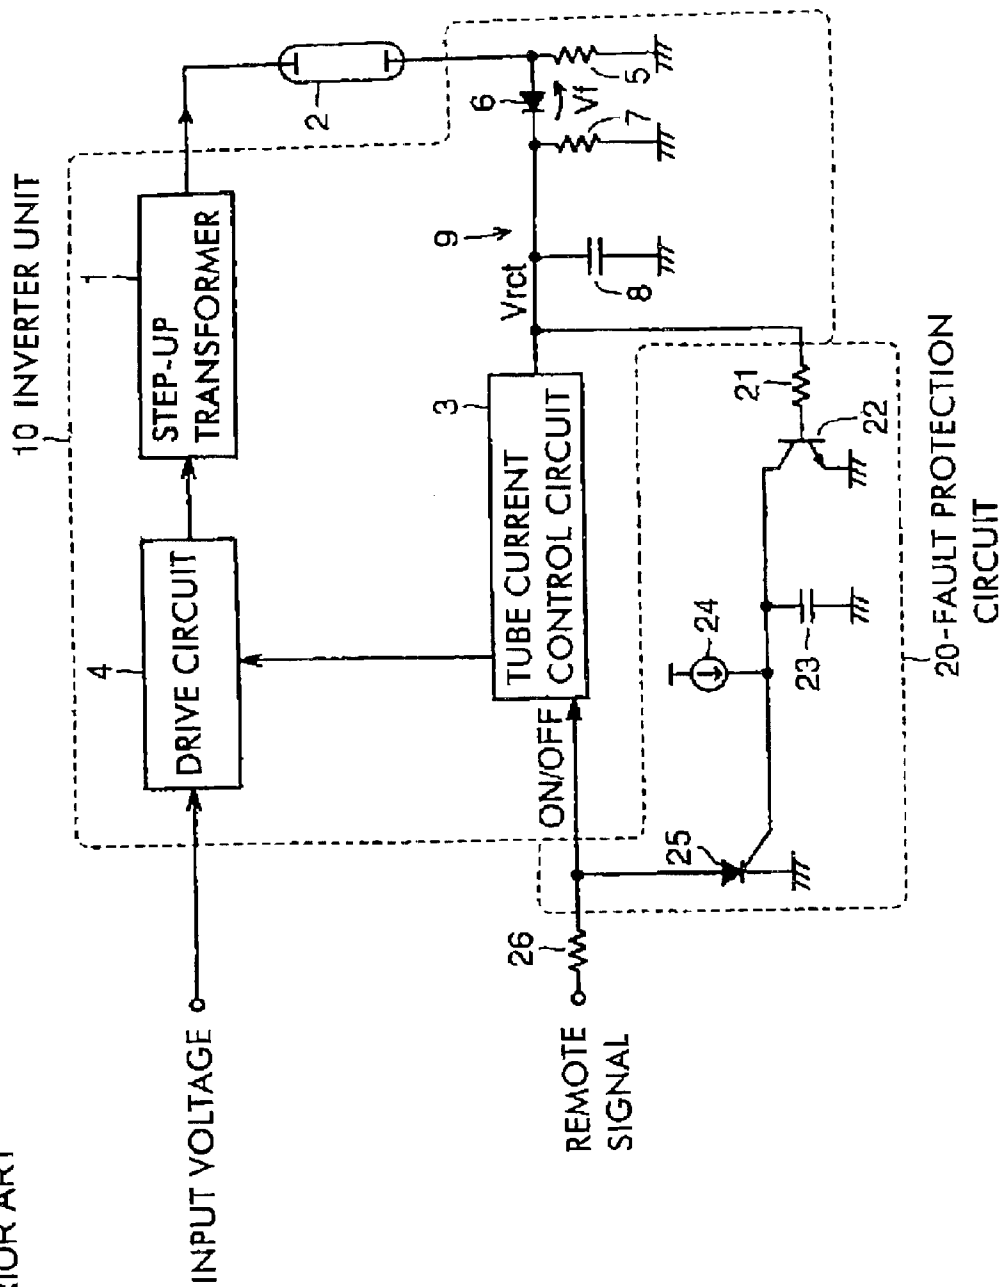 PRIOR ART
10 INVERTER UNIT
1
STEP-UP
TRANSFORMER
2
4
DRIVE CIRCUIT
INPUT VOLTAGE
3
TUBE CURRENT
CONTROL CIRCUIT
ON/OFF
9
Vrct
6
Vf
5
7
8
26
REMOTE
SIGNAL
25
24
23
21
22
20-FAULT PROTECTION
CIRCUIT